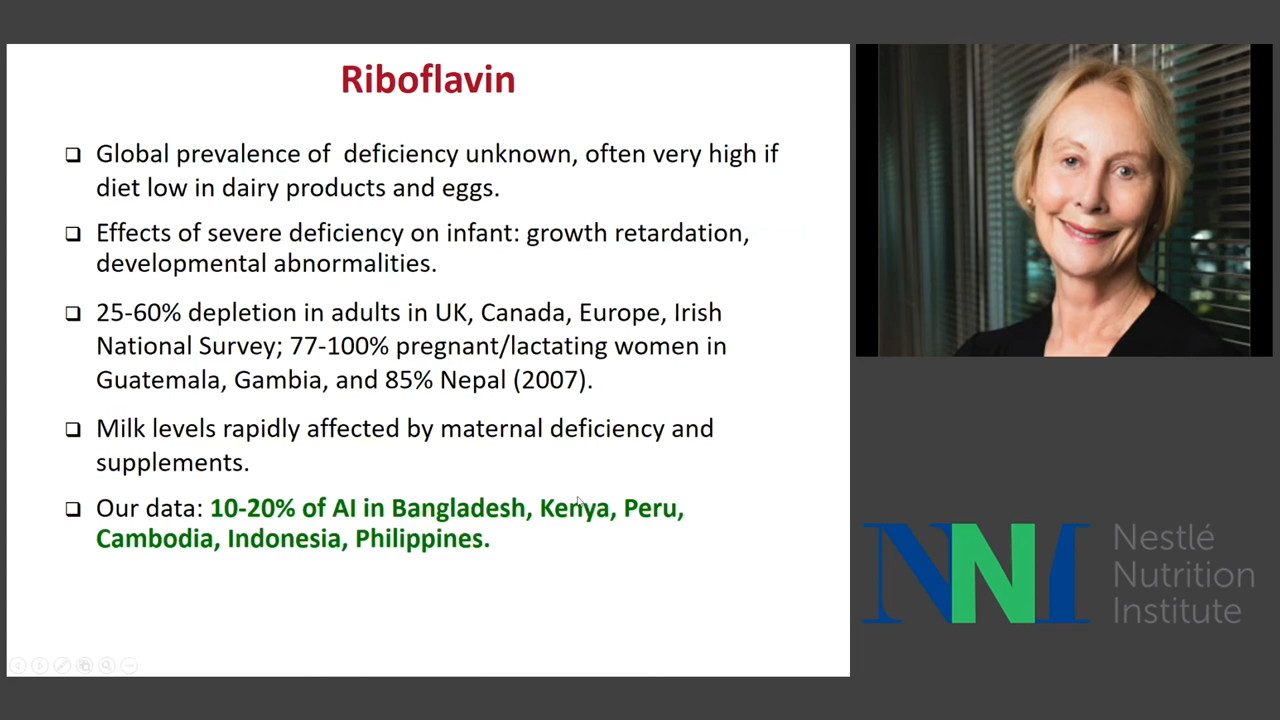 Riboflavin
Global prevalence of  deficiency unknown, often very high if
diet low in dairy products and eggs.
Effects of severe deficiency on infant: growth retardation,
developmental abnormalities.
25-60% depletion in adults in UK, Canada, Europe, Irish
National Survey; 77-100% pregnant/lactating women in
Guatemala, Gambia, and 85% Nepal (2007).
Milk levels rapidly affected by maternal deficiency and
supplements.
Our data: 10-20% of AI in Bangladesh, Kenya, Peru,
Cambodia, Indonesia, Philippines.
NNI
Nestlé
Nutrition
Institute